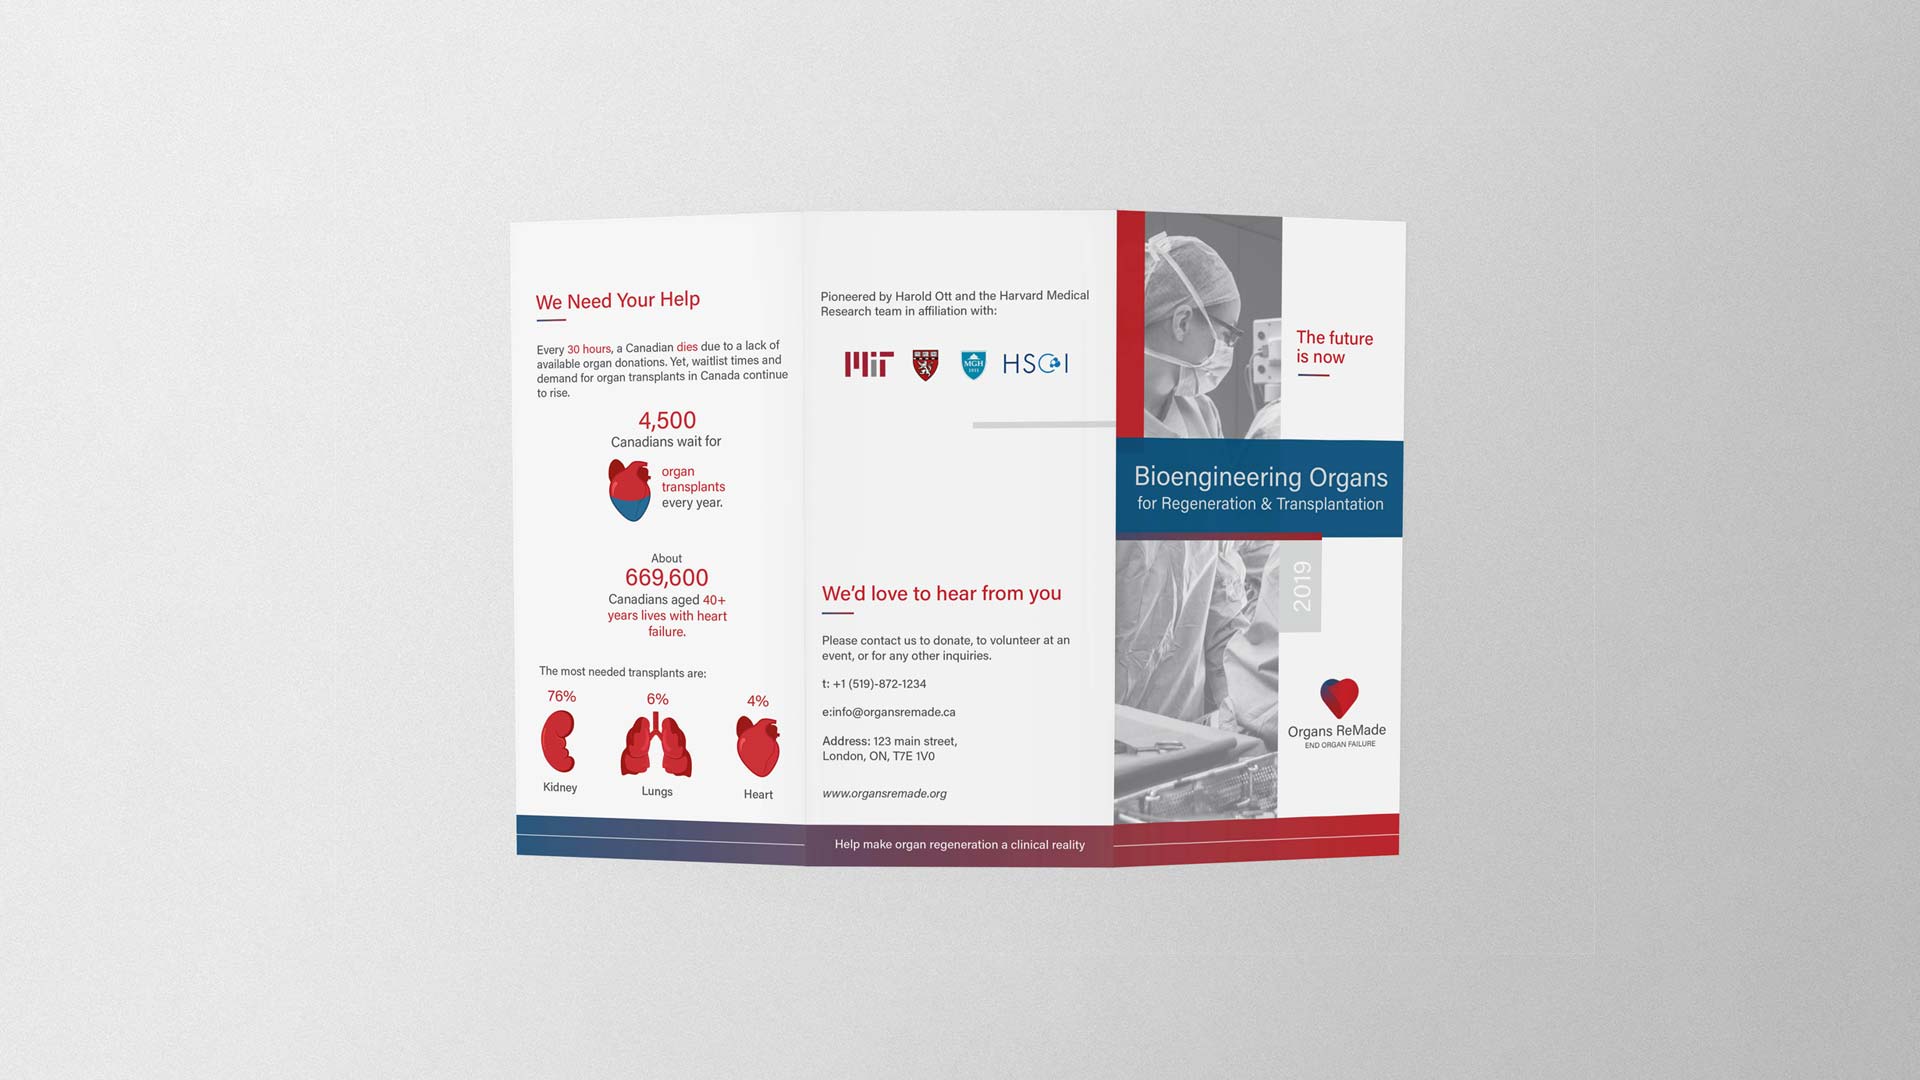 We Need Your Help
Every 30 hours, a Canadian dies due to a lack of
available organ donations. Yet, waitlist times and
demand for organ transplants in Canada continue
to rise.
4,500
Canadians wait for
organ
transplants
every year.
About
669,600
Canadians aged 40+
years lives with heart
failure.
The most needed transplants are:
76%
6%
4%
Kidney
Lungs
Heart
Pioneered by Harold Ott and the Harvard Medical
Research team in affiliation with:
MIT
MGH
1811
HSCI
We'd love to hear from you
Please contact us to donate, to volunteer at an
event, or for any other inquiries.
t: +1 (519)-872-1234
e:info@organsremade.ca
Address: 123 main street,
London, ON, T7E 1V0
www.organsremade.org
Help make organ regeneration a clinical reality
The future
is now
Bioengineering Organs
for Regeneration & Transplantation
2019
Organs ReMade
END ORGAN FAILURE